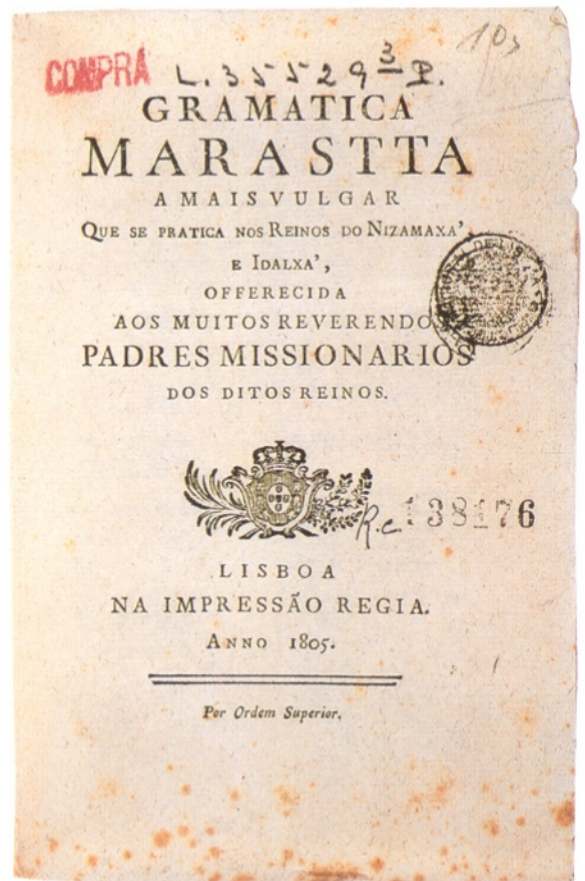 COMPRA L. 35529 3 P.
GRAMATICA
MARASTTA
A MAIS VULGAR
QUE SE PRATICA NOS REINOS DO NIZAMAXA',
E IDALXA',
OFFERECIDA
AOS MUITOS REVERENDOS
PADRES MISSIONARIOS
DOS DITOS REINOS.
R.c 138176
LISBOA
NA IMPRESSÃO REGIA.
ANNO 1805.
Por Ordem Superior.